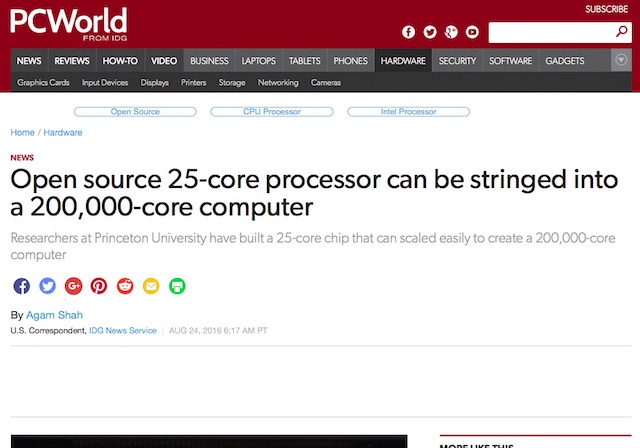 PCWorld
FROM IDG
SUBSCRIBE
NEWS REVIEWS HOW-TO VIDEO BUSINESS LAPTOPS TABLETS PHONES HARDWARE SECURITY SOFTWARE GADGETS
Graphics Cards Input Devices Displays Printers Storage Networking Cameras
Open Source CPU Processor Intel Processor
Home / Hardware
NEWS
Open source 25-core processor can be stringed into
a 200,000-core computer
Researchers at Princeton University have built a 25-core chip that can scaled easily to create a 200,000-core
computer
By Agam Shah
U.S. Correspondent, IDG News Service | AUG 24, 2016 6:17 AM PT
MORE LIKE THIS